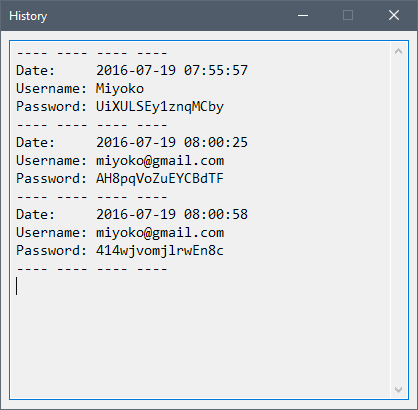 History
---- ---- ---- ----
Date:     2016-07-19 07:55:57
Username: Miyoko
Password: UiXULSEy1znqMCby
---- ---- ---- ----
Date:     2016-07-19 08:00:25
Username: miyoko@gmail.com
Password: AH8pqVoZuEYCBdTF
---- ---- ---- ----
Date:     2016-07-19 08:00:58
Username: miyoko@gmail.com
Password: 414wjvomjlrwEn8c
---- ---- ---- ----